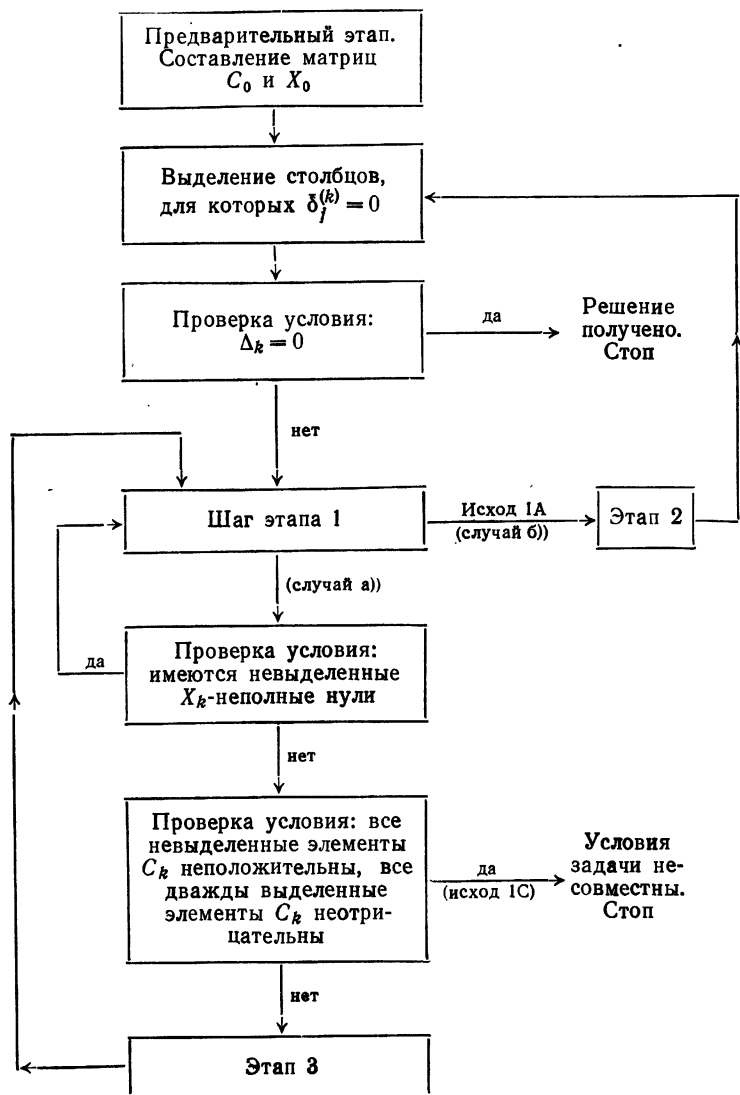 Предварительный этап.
Составление матриц
C₀ и X₀
Выделение столбцов,
для которых δⱼ⁽ᵏ⁾ = 0
Проверка условия:
Δₖ = 0
да
Решение
получено.
Стоп
нет
Шаг этапа 1
Исход 1А
(случай б))
Этап 2
(случай а))
Проверка условия:
имеются невыделенные
Xₖ-неполные нули
да
нет
Проверка условия: все
невыделенные элементы
Cₖ неположительны, все
дважды выделенные
элементы Cₖ неотри-
цательны
да
(исход 1С)
Условия
задачи не-
совместны.
Стоп
нет
Этап 3